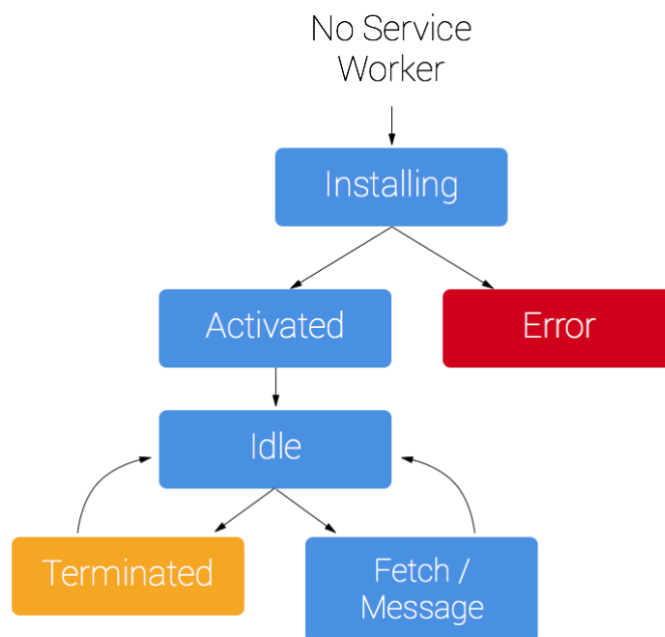 No Service
Worker
Installing
Activated
Error
Idle
Terminated
Fetch /
Message